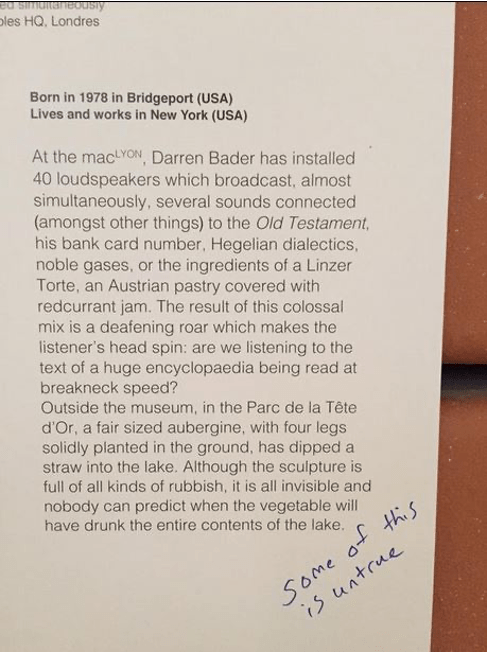 ed simultaneously
oles HQ, Londres
Born in 1978 in Bridgeport (USA)
Lives and works in New York (USA)
At the macLYON, Darren Bader has installed
40 loudspeakers which broadcast, almost
simultaneously, several sounds connected
(amongst other things) to the Old Testament,
his bank card number, Hegelian dialectics,
noble gases, or the ingredients of a Linzer
Torte, an Austrian pastry covered with
redcurrant jam. The result of this colossal
mix is a deafening roar which makes the
listener's head spin: are we listening to the
text of a huge encyclopaedia being read at
breakneck speed?
Outside the museum, in the Parc de la Tête
d'Or, a fair sized aubergine, with four legs
solidly planted in the ground, has dipped a
straw into the lake. Although the sculpture is
full of all kinds of rubbish, it is all invisible and
nobody can predict when the vegetable will
have drunk the entire contents of the lake.
Some of this
is untrue